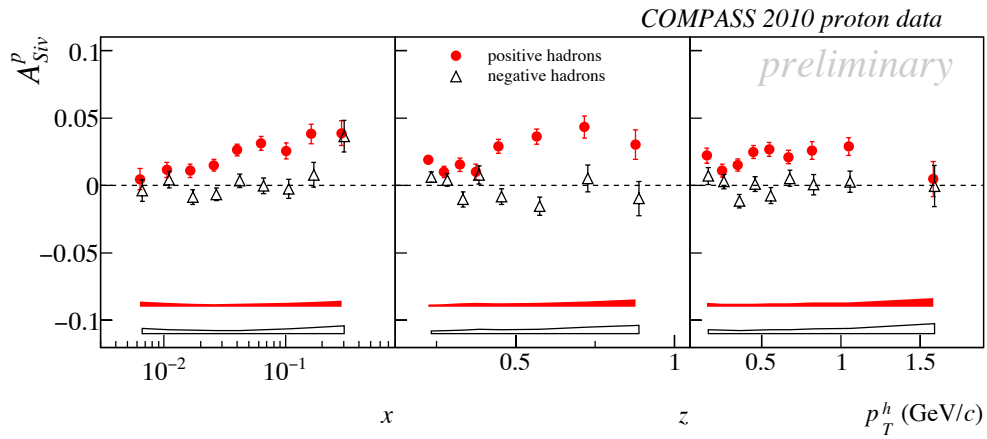 COMPASS 2010 proton data
A^p_Siv
0.1
0.05
0
−0.05
−0.1
positive hadrons
negative hadrons
preliminary
10^−2
10^−1
0.5
1
0.5
1
1.5
x
z
p_T^h (GeV/c)